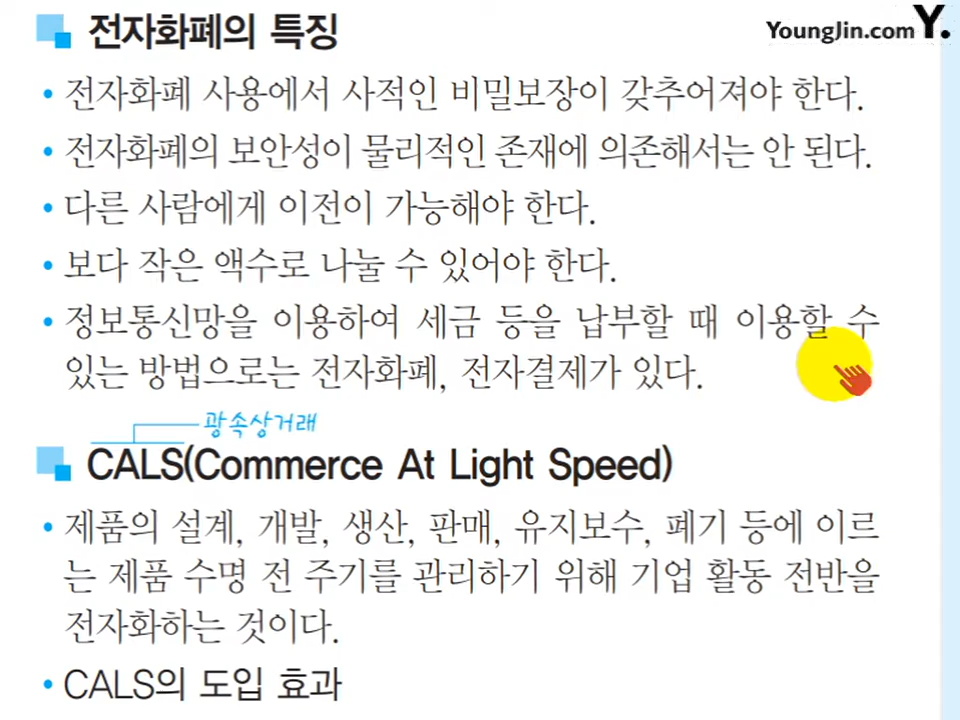 전자화폐의 특징
YoungJin.com Y.
• 전자화폐 사용에서 사적인 비밀보장이 갖추어져야 한다.
• 전자화폐의 보안성이 물리적인 존재에 의존해서는 안 된다.
• 다른 사람에게 이전이 가능해야 한다.
• 보다 작은 액수로 나눌 수 있어야 한다.
• 정보통신망을 이용하여 세금 등을 납부할 때 이용할 수
있는 방법으로는 전자화폐, 전자결제가 있다.
광속상거래
CALS(Commerce At Light Speed)
• 제품의 설계, 개발, 생산, 판매, 유지보수, 폐기 등에 이르
는 제품 수명 전 주기를 관리하기 위해 기업 활동 전반을
전자화하는 것이다.
• CALS의 도입 효과